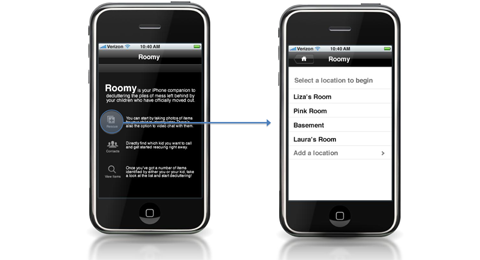 Verizon 10:40 AM
Roomy
Roomy is your iPhone companion to
decluttering the piles of mess left behind by
your children who have officially moved out.
Rooms
You can start by taking photos of items
also the option to video chat with them.
Contacts
Directly find which kid you want to call
and get started rescuing right away.
View Items
Once you've got a number of items
identified by either you or your kid, take
a look at the list and start decluttering!
Verizon 10:40 AM
Roomy
Select a location to begin
Liza's Room
Pink Room
Basement
Laura's Room
Add a location